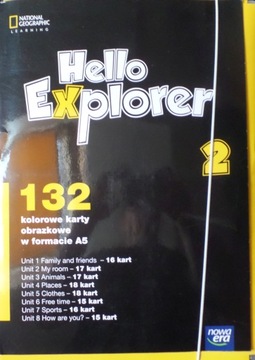 NATIONAL
GEOGRAPHIC
LEARNING
Hello
Explorer
2
132
kolorowe karty
obrazkowe
w formacie A5
Unit 1 Family and friends – 16 kart
Unit 2 My room – 17 kart
Unit 3 Animals – 17 kart
Unit 4 Places – 18 kart
Unit 5 Clothes – 18 kart
Unit 6 Free time – 15 kart
Unit 7 Sports – 16 kart
Unit 8 How are you? – 15 kart
nowa
era